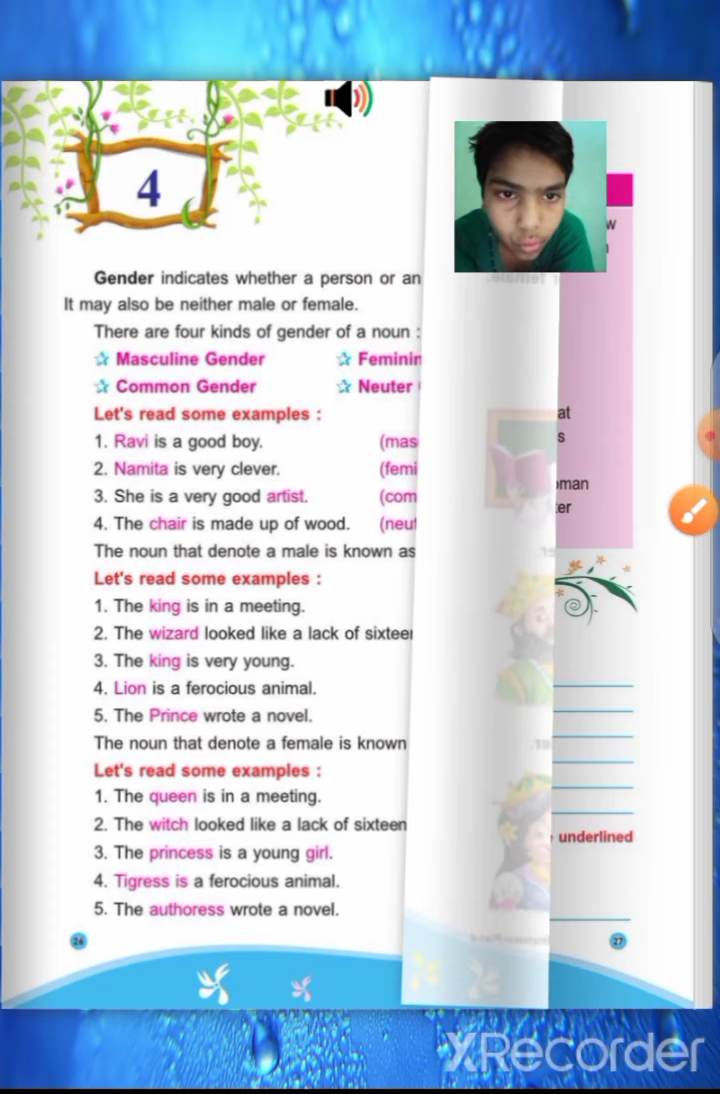 4
Gender indicates whether a person or an
It may also be neither male or female.
There are four kinds of gender of a noun :
Masculine Gender
Common Gender
Neuter
Let's read some examples :
1. Ravi is a good boy.
2. Namita is very clever.
3. She is a very good artist.
4. The chair is made up of wood.
The noun that denote a male is known as
Let's read some examples :
1. The king is in a meeting.
2. The wizard looked like a lack of
3. The king is very young.
4. Lion is a ferocious animal.
5. The Prince wrote a novel.
The noun that denote a female is known
Let's read some examples :
1. The queen is in a meeting.
2. The witch looked like a lack of sixteen
3. The princess is a young girl.
4. Tigress is a ferocious animal.
5. The authoress wrote a novel.
26
underlined
27
XRecorder